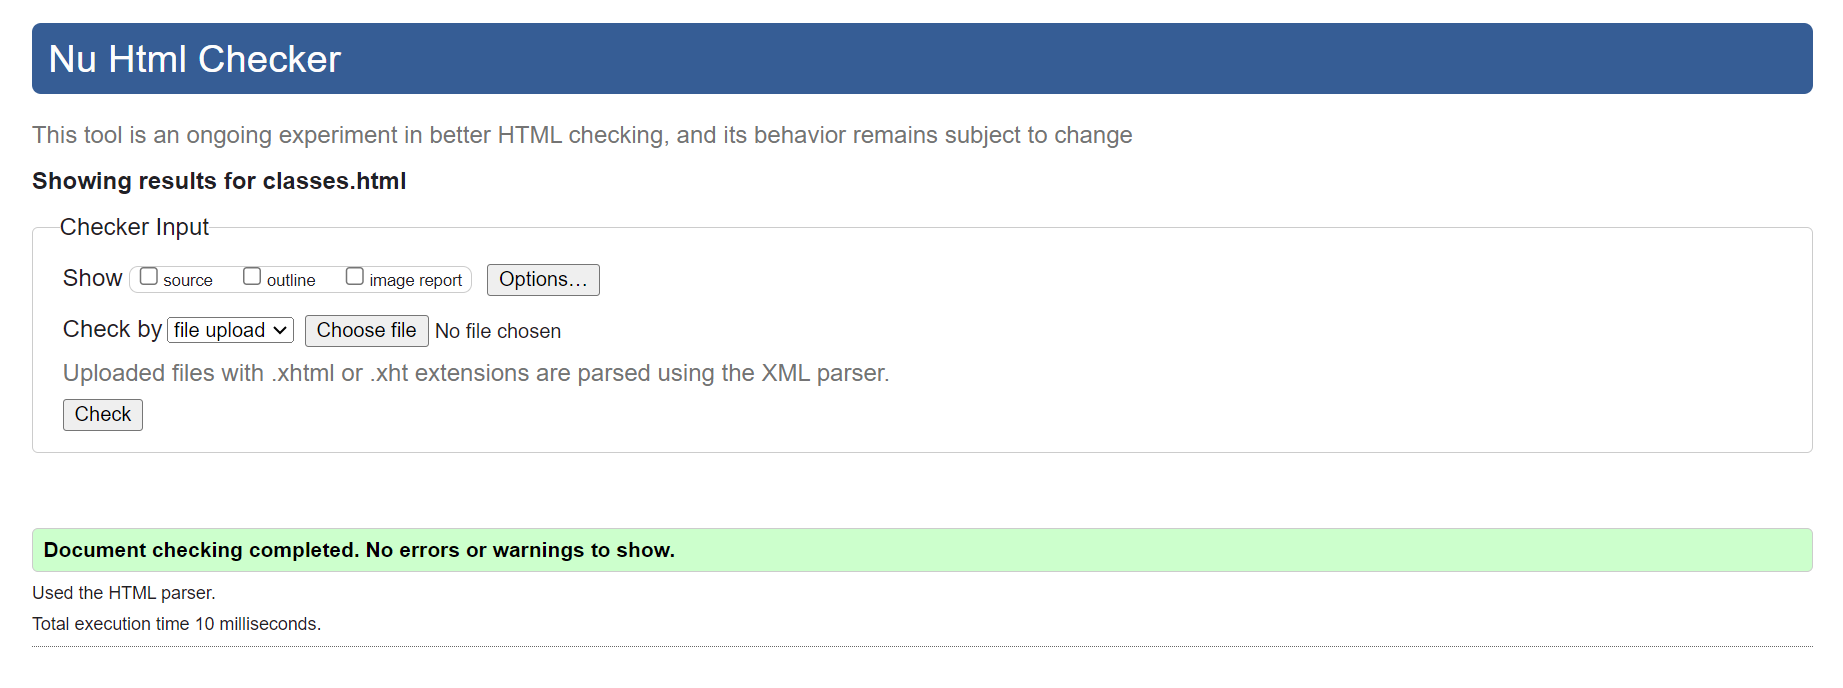 Nu Html Checker
This tool is an ongoing experiment in better HTML checking, and its behavior remains subject to change
Showing results for classes.html
Checker Input
Show source outline image report Options…
Check by file upload Choose file No file chosen
Uploaded files with .xhtml or .xht extensions are parsed using the XML parser.
Check
Document checking completed. No errors or warnings to show.
Used the HTML parser.
Total execution time 10 milliseconds.